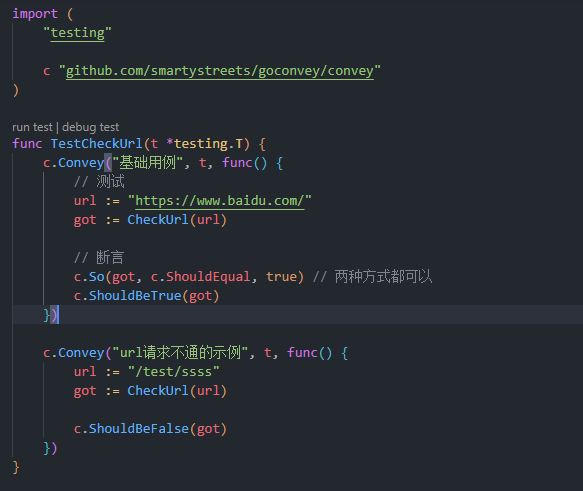 import (
"testing"
c "github.com/smartystreets/goconvey/convey"
)
run test | debug test
func TestCheckUrl(t *testing.T) {
c.Convey("基础用例", t, func() {
// 测试
url := "https://www.baidu.com/"
got := CheckUrl(url)
// 断言
c.So(got, c.ShouldEqual, true) // 两种方式都可以
c.ShouldBeTrue(got)
})
c.Convey("url请求不通的示例", t, func() {
url := "/test/ssss"
got := CheckUrl(url)
c.ShouldBeFalse(got)
})
}